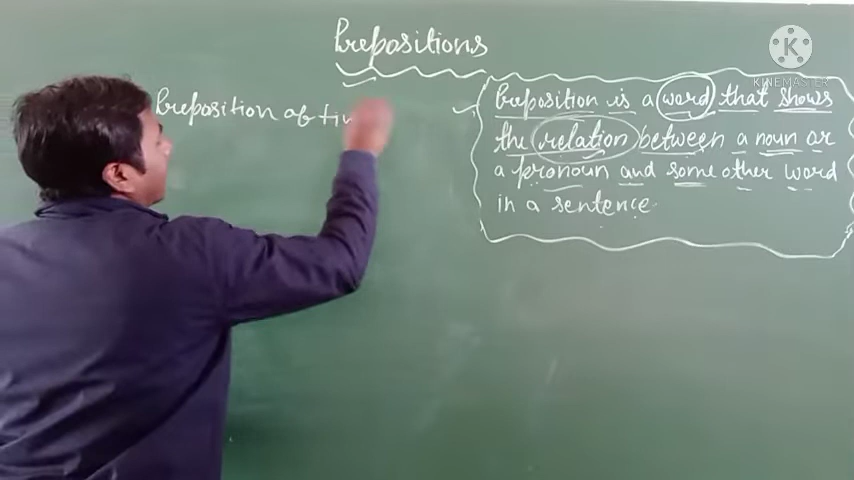 Prepositions
Preposition of tim
Preposition is a word that shows
the relation between a noun or
a pronoun and some other word
in a sentence
K
KINEMASTER